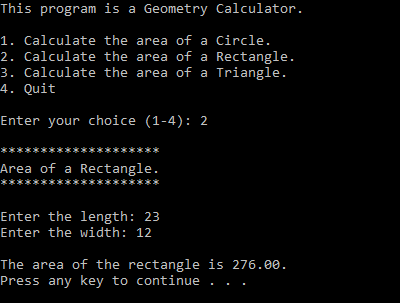 This program is a Geometry Calculator.
1. Calculate the area of a Circle.
2. Calculate the area of a Rectangle.
3. Calculate the area of a Triangle.
4. Quit
Enter your choice (1-4): 2
********************
Area of a Rectangle.
********************
Enter the length: 23
Enter the width: 12
The area of the rectangle is 276.00.
Press any key to continue . . .